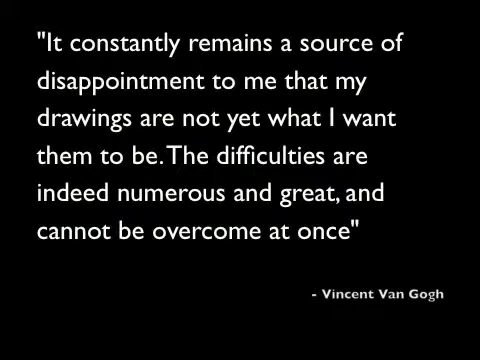 "It constantly remains a source of
disappointment to me that my
drawings are not yet what I want
them to be. The difficulties are
indeed numerous and great, and
cannot be overcome at once"
- Vincent Van Gogh